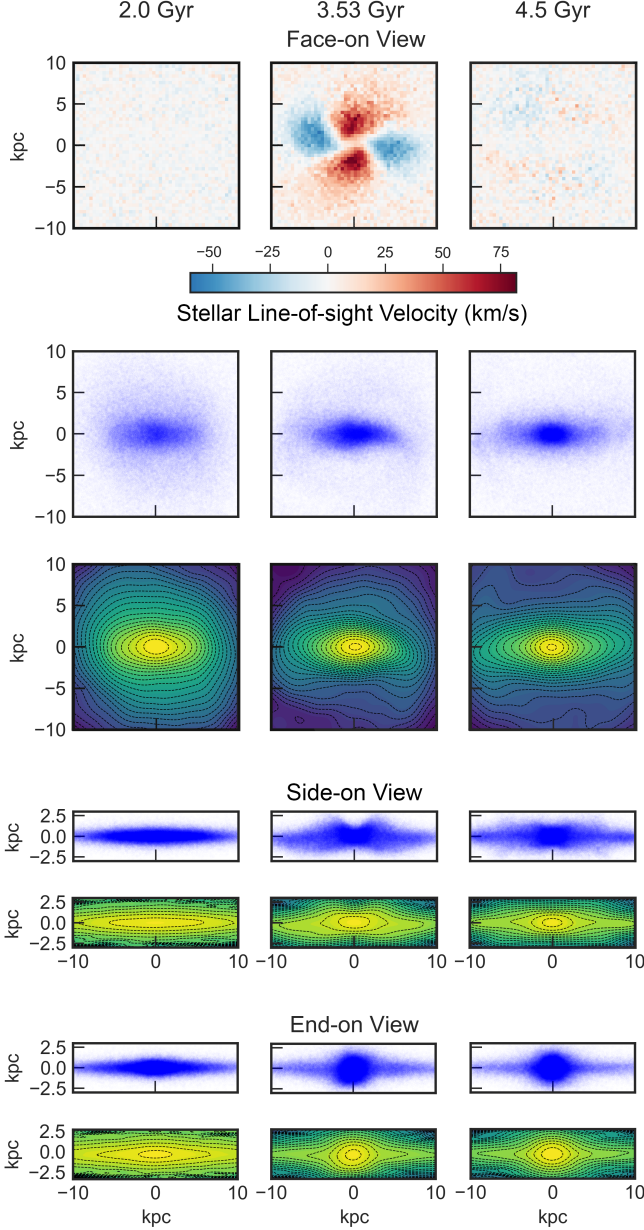 2.0 Gyr 3.53 Gyr 4.5 Gyr
Face-on View
10
5
0
−5
−10
kpc
−50 −25 0 25 50 75
Stellar Line-of-sight Velocity (km/s)
10
5
0
−5
−10
kpc
10
5
0
−5
−10
kpc
Side-on View
2.5
0.0
−2.5
kpc
2.5
0.0
−2.5
kpc
−10 0 10 −10 0 10 −10 0 10
End-on View
2.5
0.0
−2.5
kpc
2.5
0.0
−2.5
kpc
−10 0 10 −10 0 10 −10 0 10
kpc kpc kpc